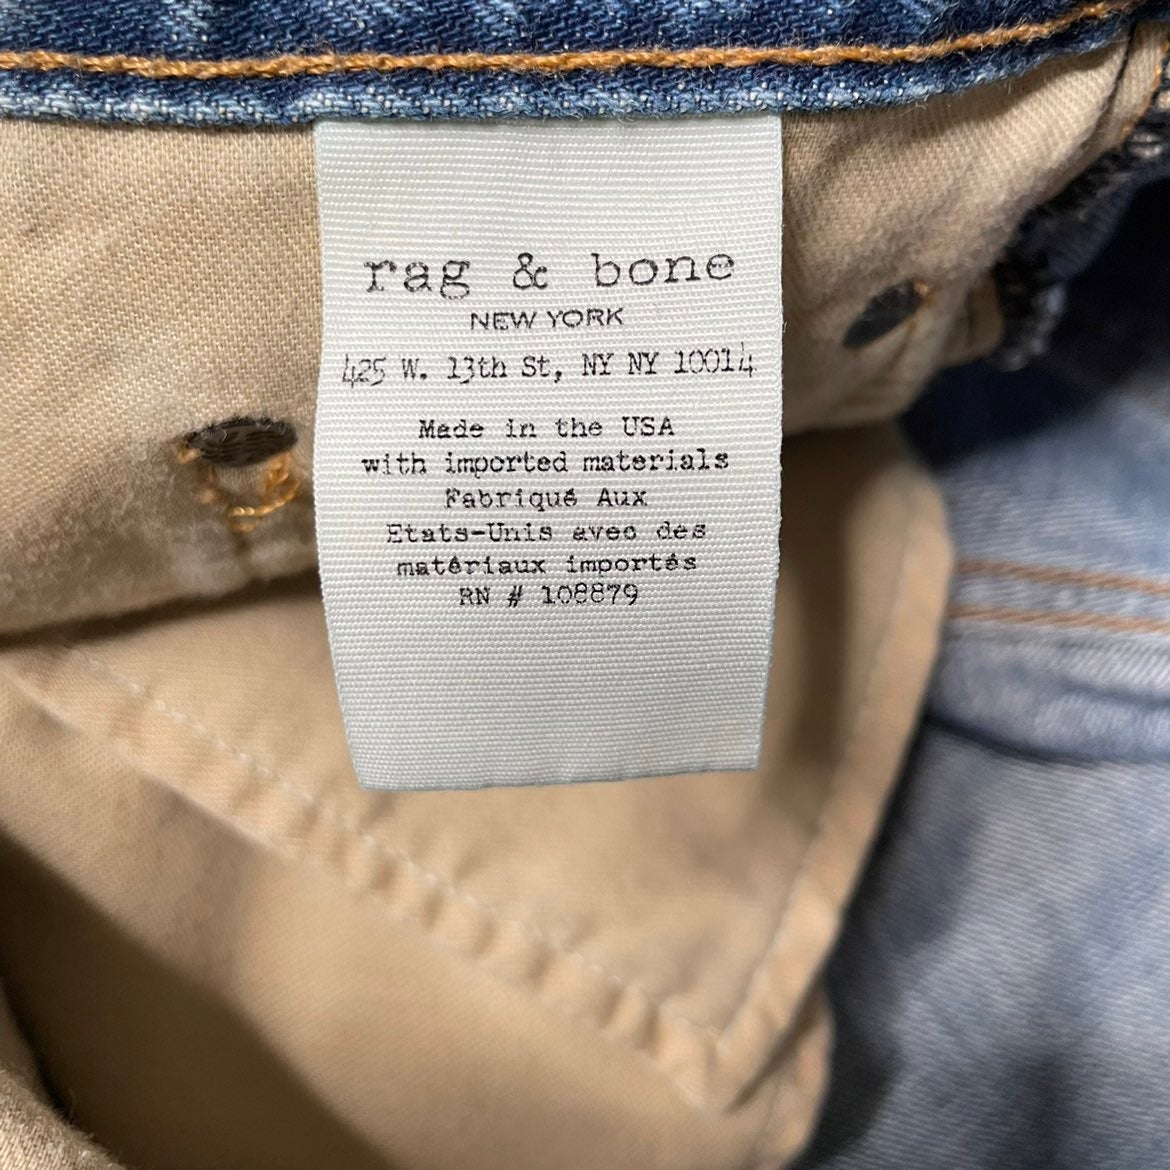 rag & bone
NEW YORK
425 W. 13th St, NY NY 10014
Made in the USA
with imported materials
Fabriqué Aux
Etats-Unis avec des
matériaux importés
RN # 108879